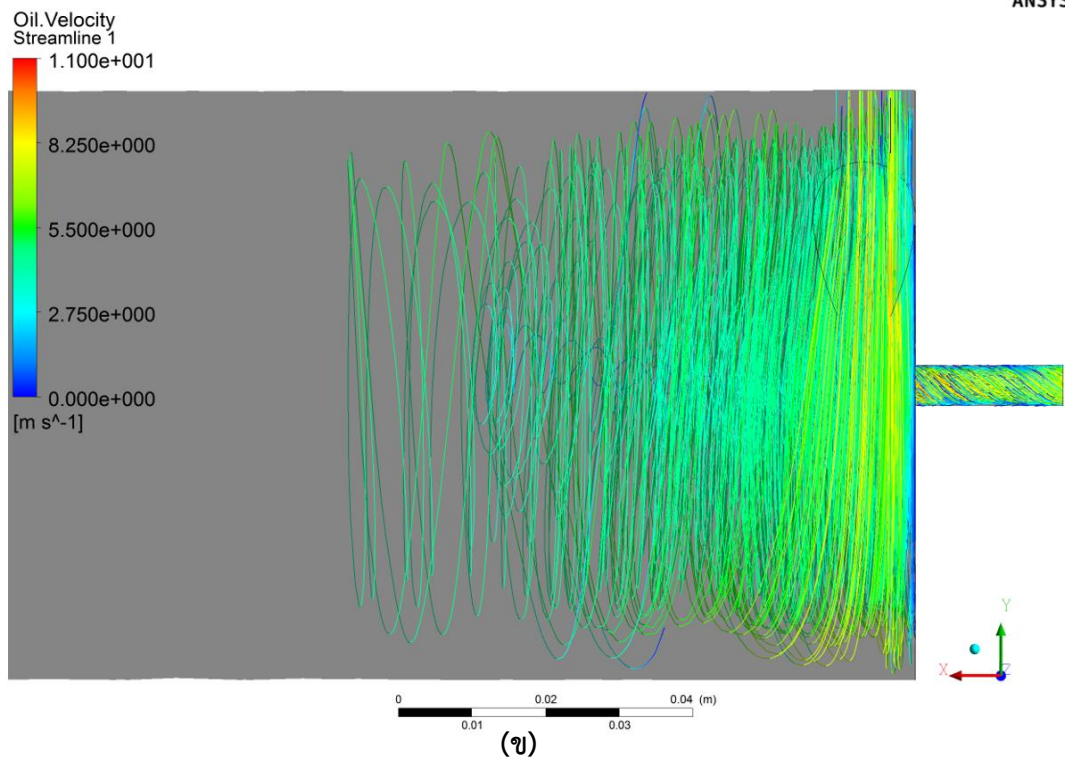 ANSYS
Oil.Velocity
Streamline 1
1.100e+001
8.250e+000
5.500e+000
2.750e+000
0.000e+000
[m s^-1]
Y
X
Z
0 0.02 0.04 (m)
0.01 0.03
(ข)